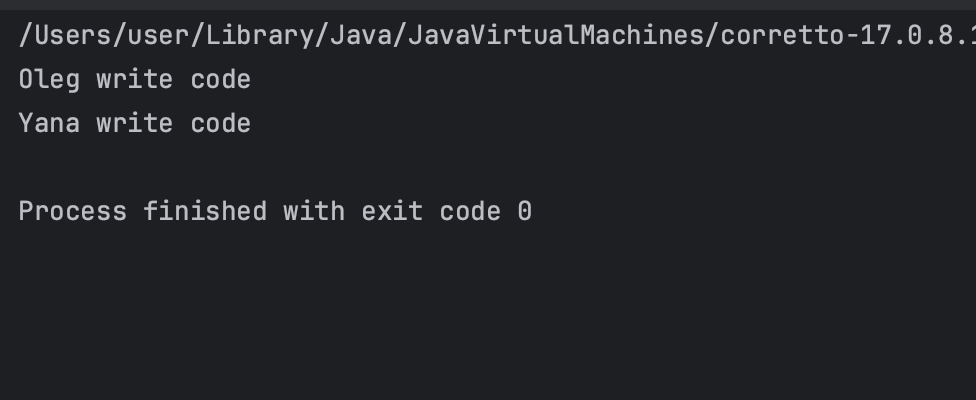 /Users/user/Library/Java/JavaVirtualMachines/corretto-17.0.8.1
Oleg write code
Yana write code
Process finished with exit code 0